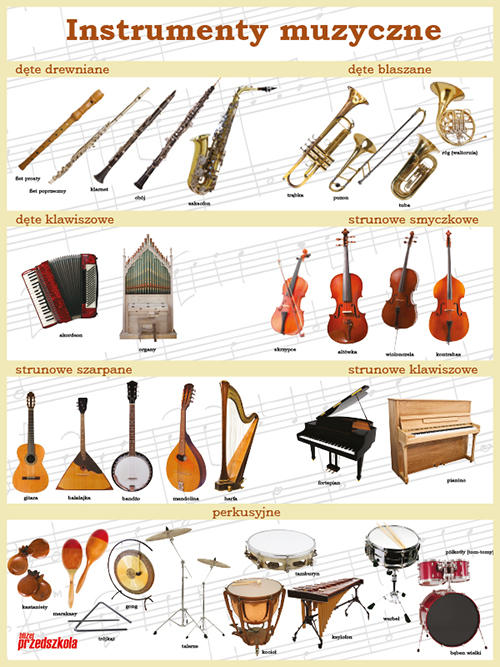 Instrumenty muzyczne
dęte drewniane
dęte blaszane
flet prosty
flet poprzeczny
klarnet
obój
saksofon
trąbka
puzon
tuba
róg (waltornia)
dęte klawiszowe
strunowe smyczkowe
akordeon
organy
skrzypce
altówka
wiolonczela
kontrabas
strunowe szarpane
strunowe klawiszowe
gitara
bałałajka
bandżo
mandolina
harfa
fortepian
pianino
perkusyjne
kastaniety
marakasy
gong
trójkąt
talerze
tamburyn
kocioł
ksylofon
werbel
półkotły (tom-tomy)
bęben wielki
bliżej
przedszkola